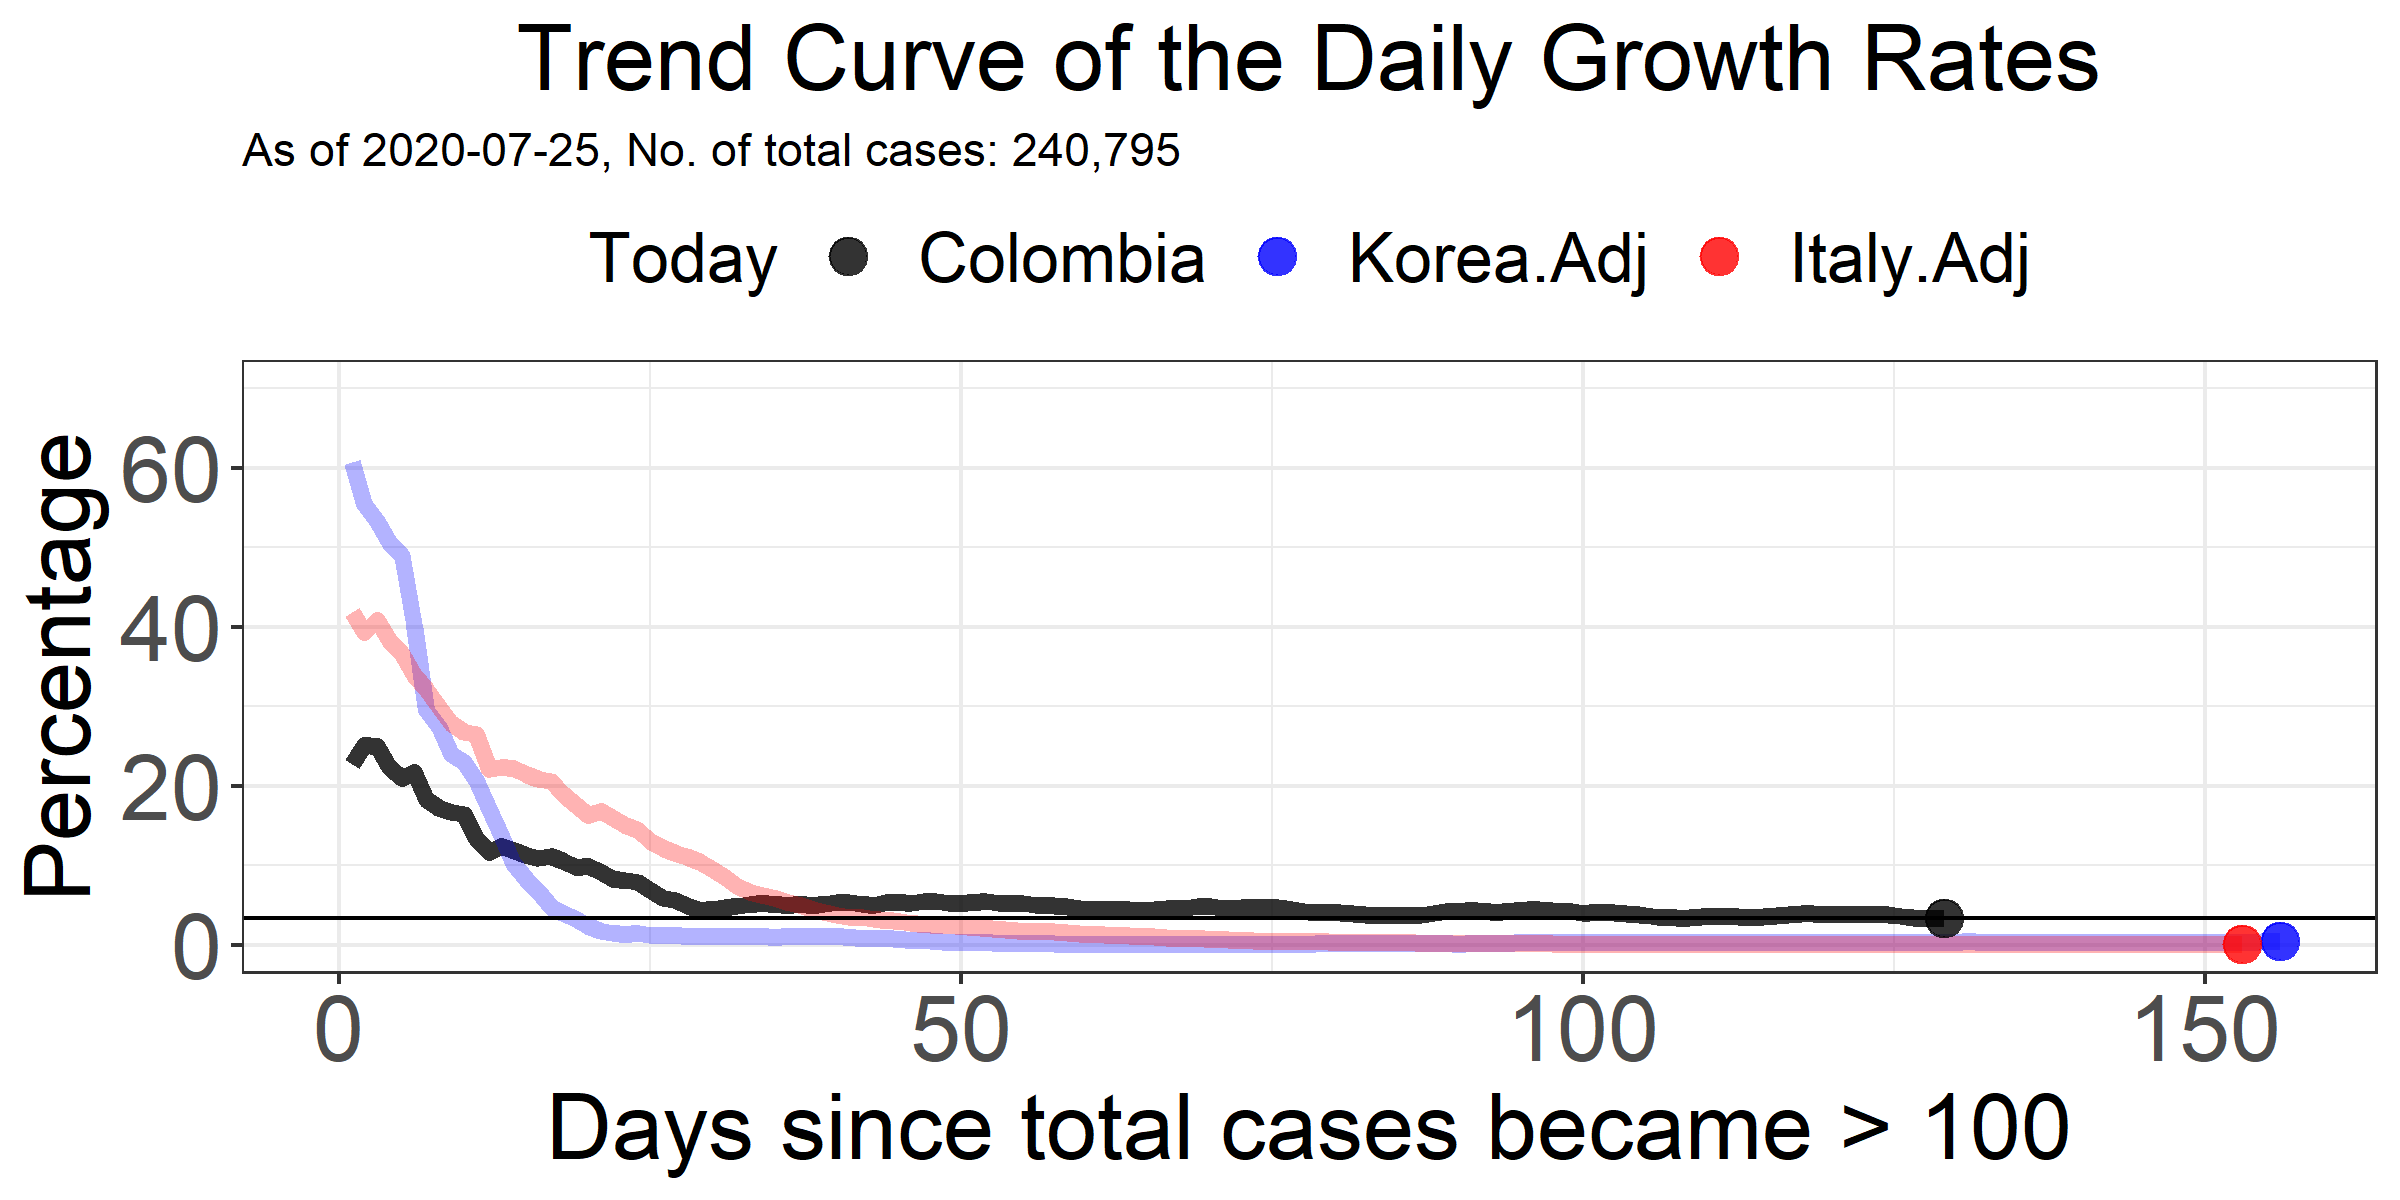 Trend Curve of the Daily Growth Rates
As of 2020-07-25, No. of total cases: 240,795
Today Colombia Korea.Adj Italy.Adj
Percentage
60
40
20
0
0 50 100 150
Days since total cases became > 100